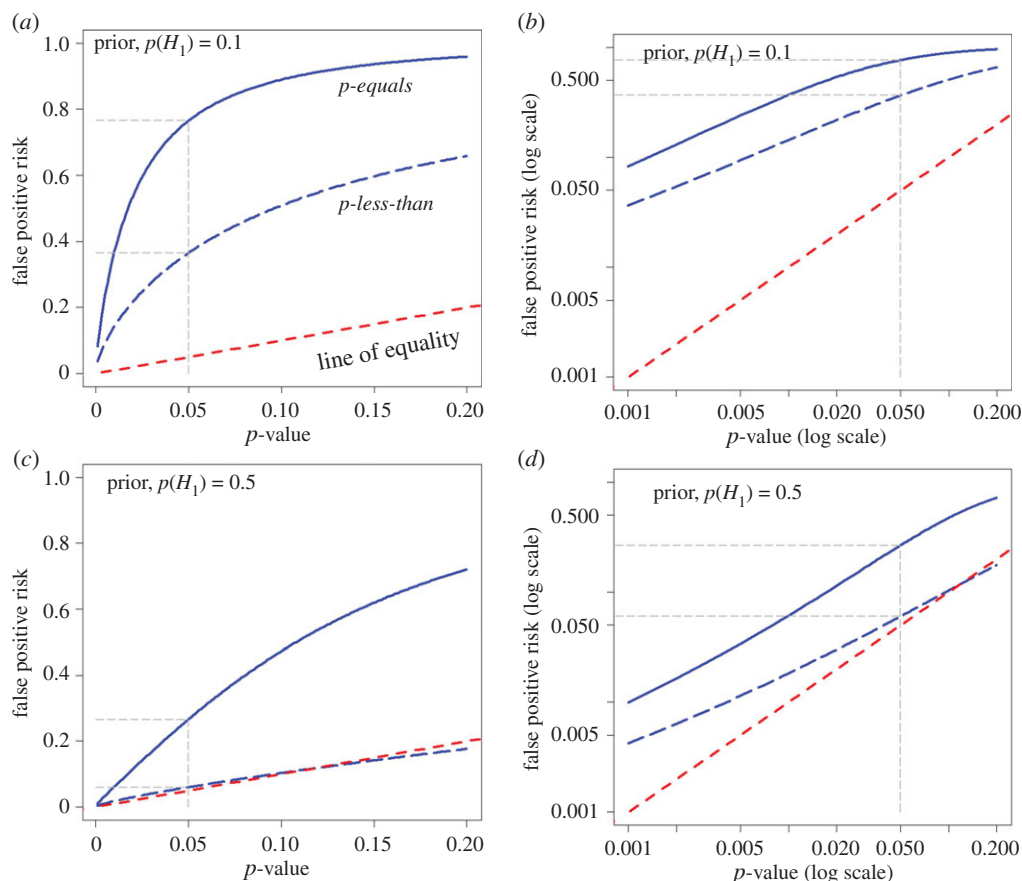 (a)
prior, p(H1) = 0.1
1.0
0.8
0.6
0.4
0.2
0
false positive risk
p-equals
p-less-than
line of equality
0
0.05
0.10
0.15
0.20
p-value
(b)
prior, p(H1) = 0.1
0.500
0.050
0.005
0.001
false positive risk (log scale)
0.001
0.005
0.020
0.050
0.200
p-value (log scale)
(c)
prior, p(H1) = 0.5
1.0
0.8
0.6
0.4
0.2
0
false positive risk
0
0.05
0.10
0.15
0.20
p-value
(d)
prior, p(H1) = 0.5
0.500
0.050
0.005
0.001
false positive risk (log scale)
0.001
0.005
0.020
0.050
0.200
p-value (log scale)